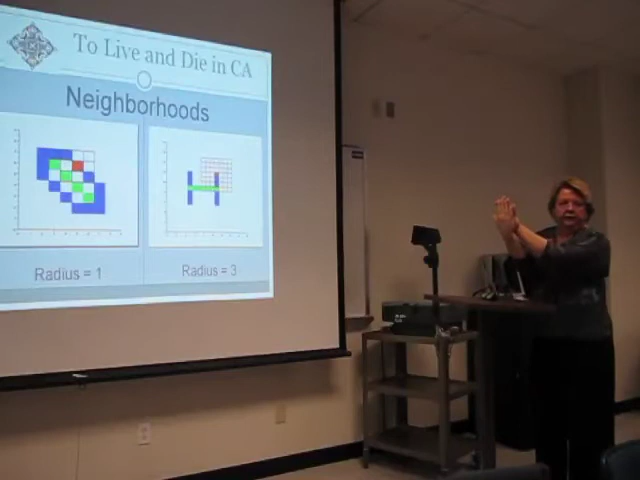 To Live and Die in CA
Neighborhoods
Radius = 1
Radius = 3